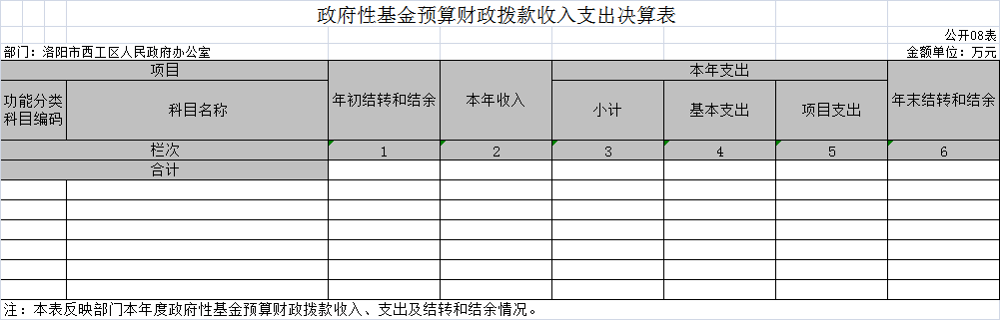 政府性基金预算财政拨款收入支出决算表
公开08表
部门：洛阳市西工区人民政府办公室 金额单位：万元
项目 年初结转和结余 本年收入 本年支出 年末结转和结余
功能分类科目编码 科目名称 小计 基本支出 项目支出
栏次 1 2 3 4 5 6
合计
注：本表反映部门本年度政府性基金预算财政拨款收入、支出及结转和结余情况。